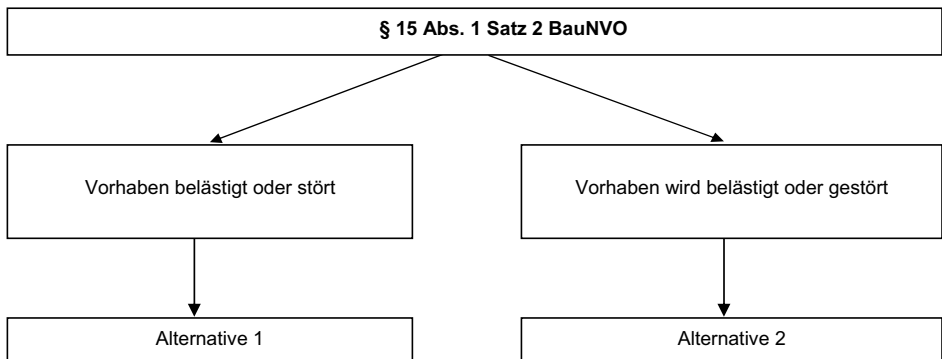 § 15 Abs. 1 Satz 2 BauNVO
Vorhaben belästigt oder stört
Vorhaben wird belästigt oder gestört
Alternative 1
Alternative 2